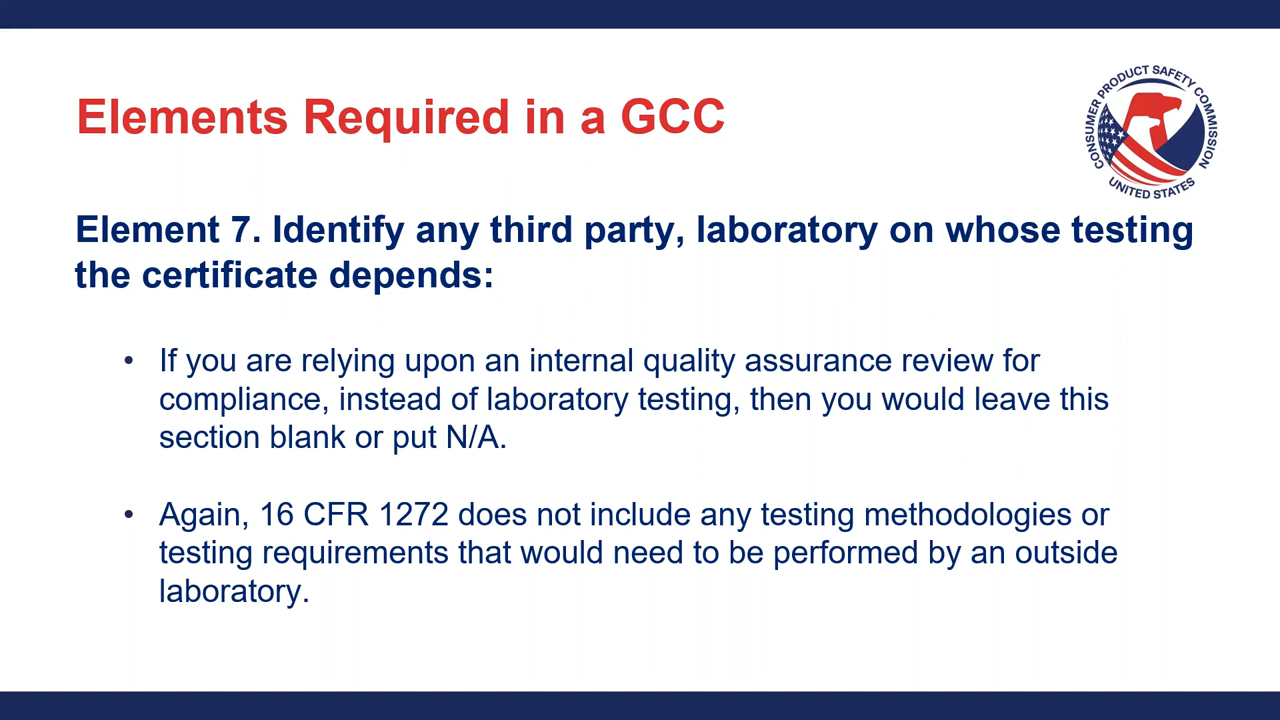 Elements Required in a GCC
CONSUMER PRODUCT SAFETY COMMISSION
UNITED STATES
Element 7. Identify any third party, laboratory on whose testing
the certificate depends:
• If you are relying upon an internal quality assurance review for
compliance, instead of laboratory testing, then you would leave this
section blank or put N/A.
• Again, 16 CFR 1272 does not include any testing methodologies or
testing requirements that would need to be performed by an outside
laboratory.